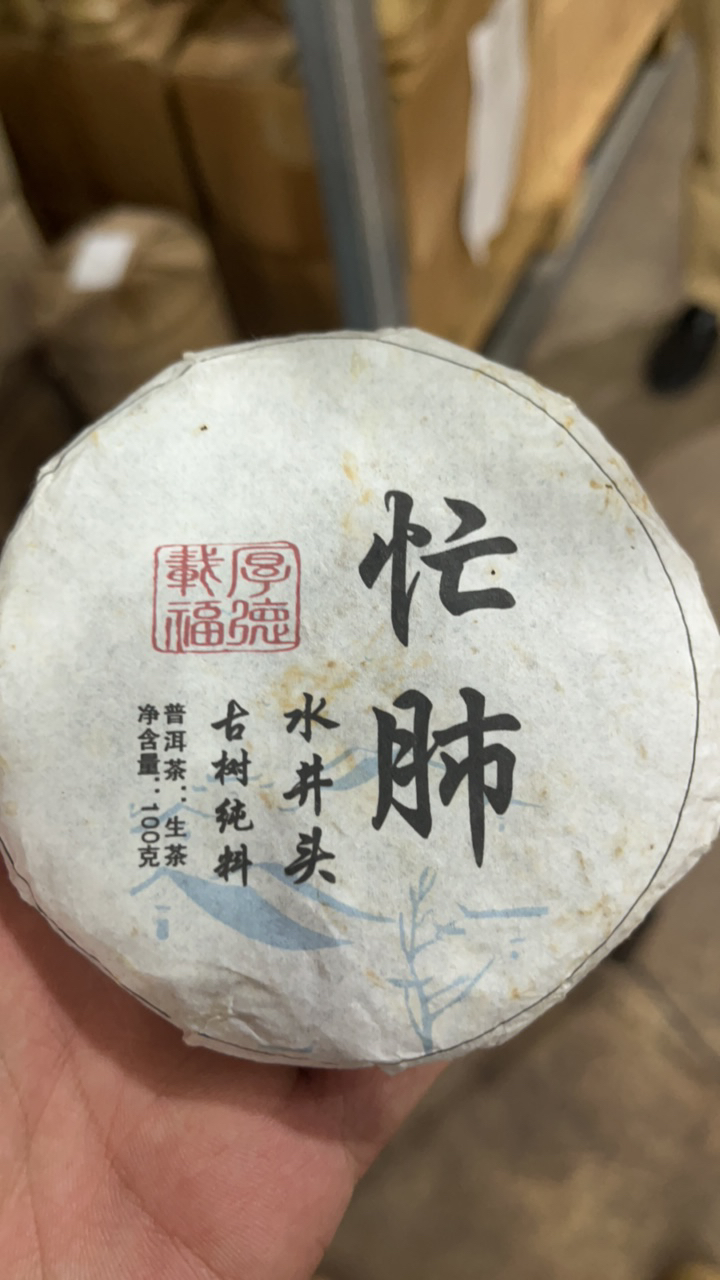 忙肺
水井头
古树纯料
厚德
載福
普洱茶：生茶
净含量：100克